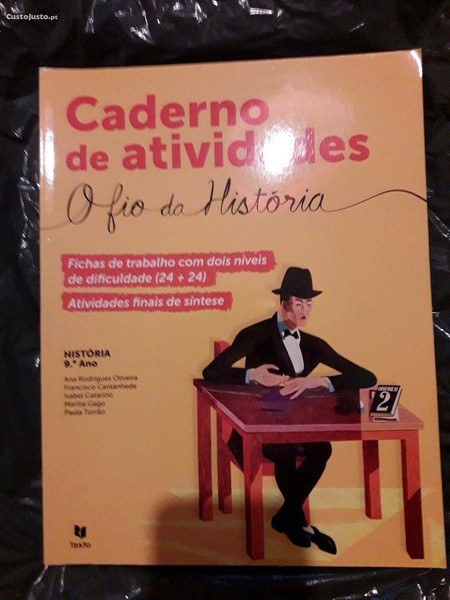 CustoJusto.pt
Caderno
de atividades
O fio da História
Fichas de trabalho com dois níveis
de dificuldade (24 + 24)
Atividades finais de síntese
HISTÓRIA
9.º Ano
Ana Rodrigues Oliveira
Francisco Cantanhede
Isabel Catarino
Marília Gago
Paula Torrão
ORPHEU
2
TEXTO